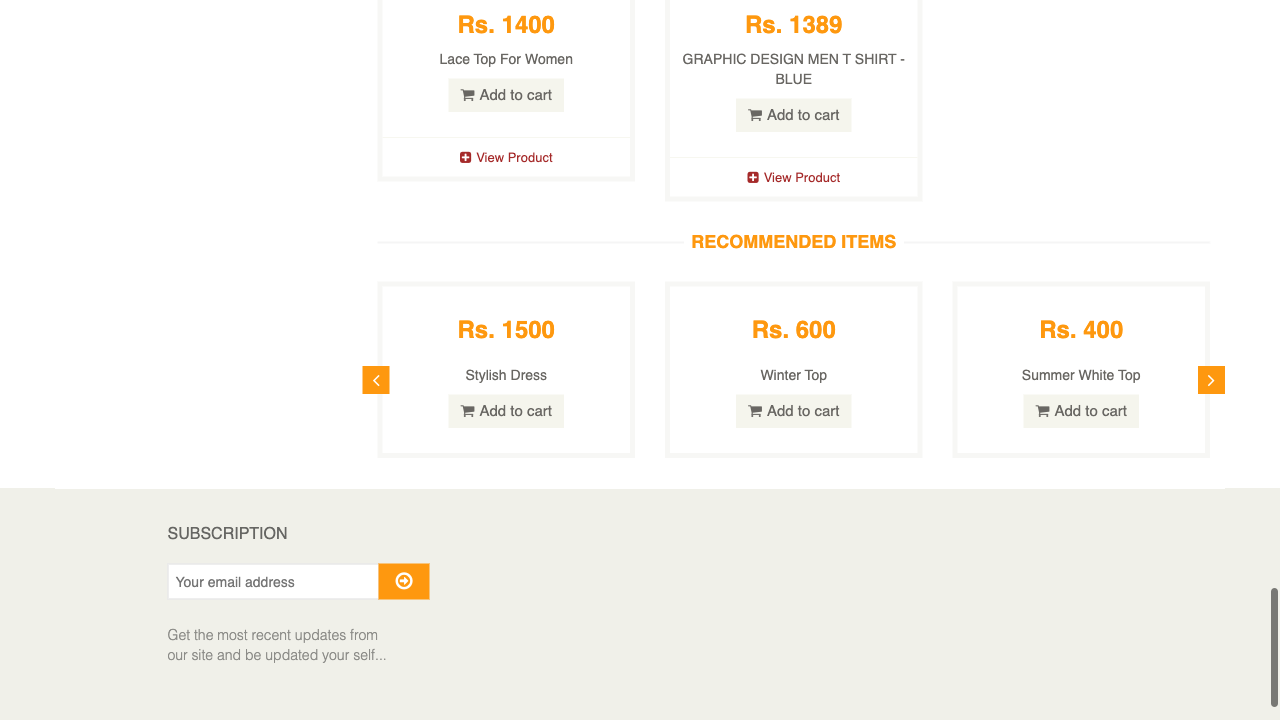 Rs. 1400
Lace Top For Women
Add to cart
View Product
Rs. 1389
GRAPHIC DESIGN MEN T SHIRT -
BLUE
Add to cart
View Product
RECOMMENDED ITEMS
Rs. 1500
Stylish Dress
Add to cart
Rs. 600
Winter Top
Add to cart
Rs. 400
Summer White Top
Add to cart
SUBSCRIPTION
Your email address
Get the most recent updates from
our site and be updated your self...